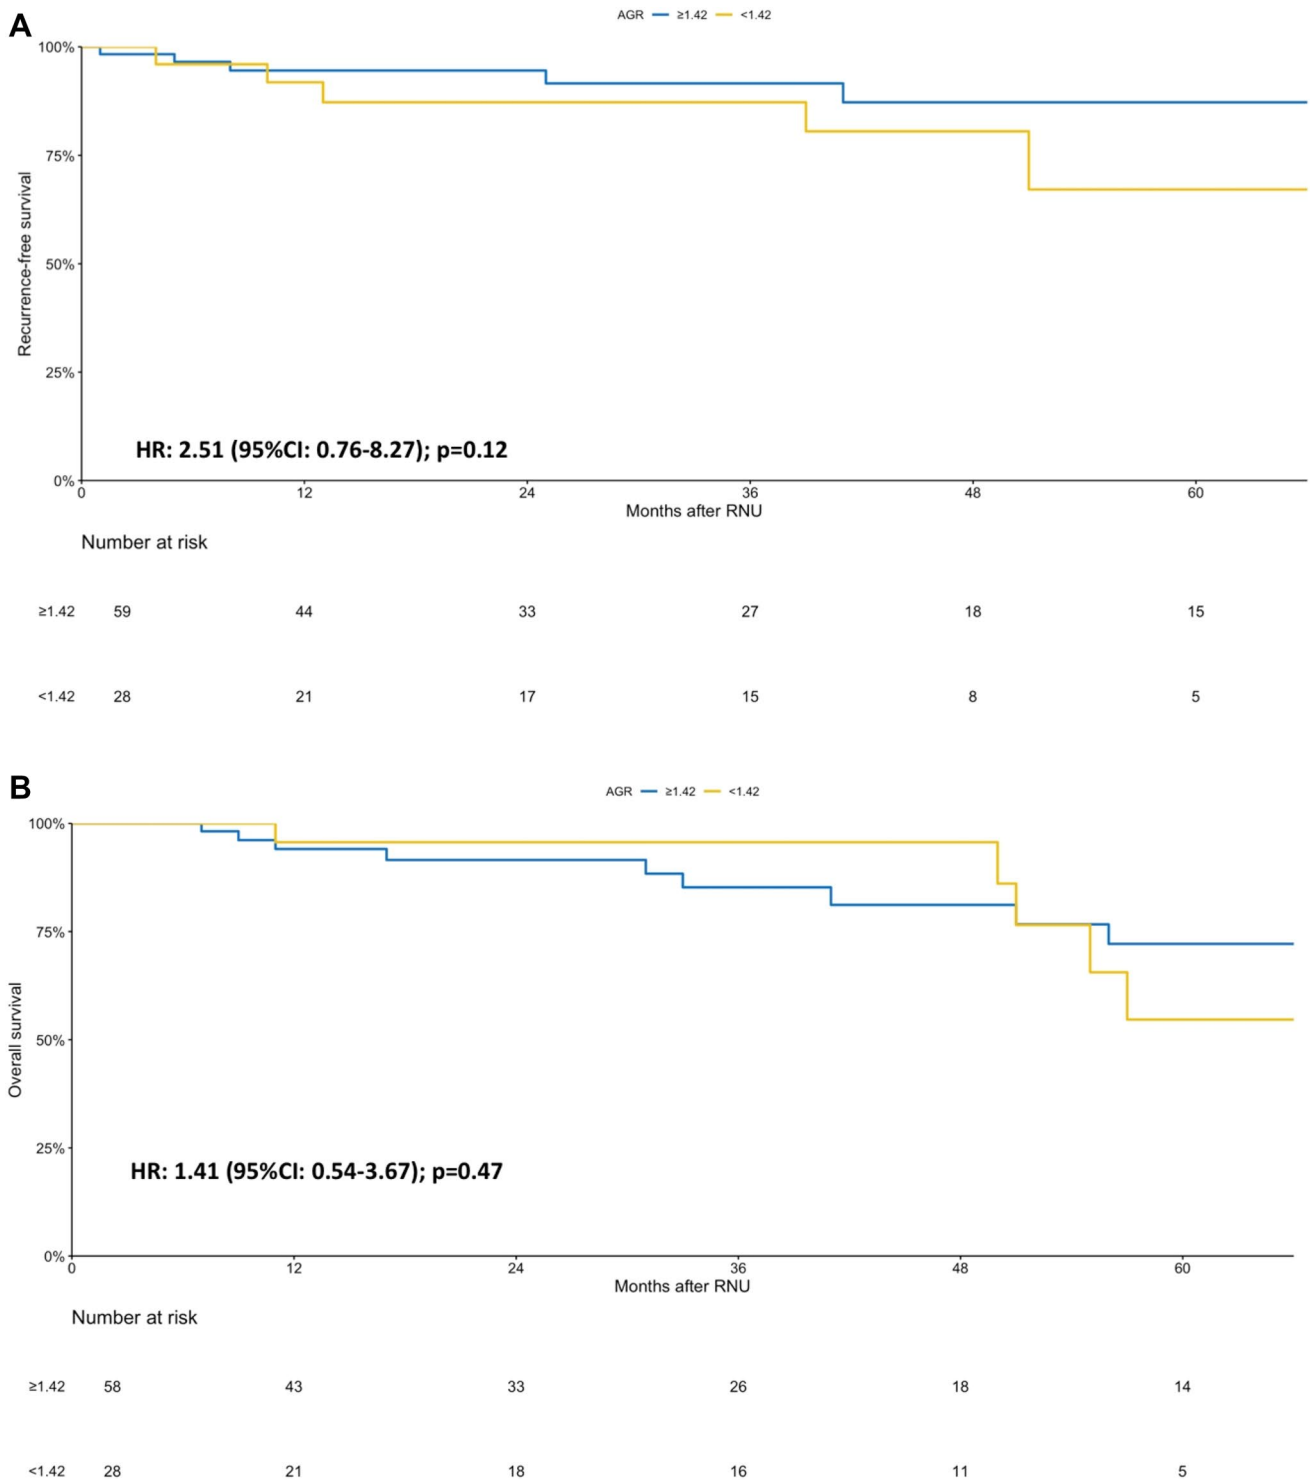 A
AGR ≥1.42 <1.42
100%
75%
50%
25%
0%
Recurrence-free survival
HR: 2.51 (95%CI: 0.76-8.27); p=0.12
0 12 24 36 48 60
Months after RNU
Number at risk
≥1.42 59 44 33 27 18 15
<1.42 28 21 17 15 8 5
B
AGR ≥1.42 <1.42
100%
75%
50%
25%
0%
Overall survival
HR: 1.41 (95%CI: 0.54-3.67); p=0.47
0 12 24 36 48 60
Months after RNU
Number at risk
≥1.42 58 43 33 26 18 14
<1.42 28 21 18 16 11 5